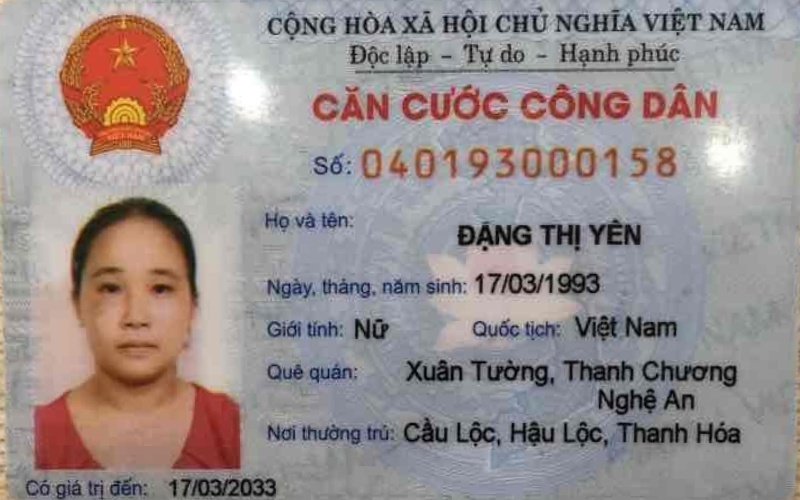 CỘNG HÒA XÃ HỘI CHỦ NGHĨA VIỆT NAM
Độc lập - Tự do - Hạnh phúc
CĂN CƯỚC CÔNG DÂN
Số: 040193000158
Họ và tên:
ĐẶNG THỊ YÊN
Ngày, tháng, năm sinh: 17/03/1993
Giới tính: Nữ Quốc tịch: Việt Nam
Quê quán: Xuân Tường, Thanh Chương
Nghệ An
Nơi thường trú: Cầu Lộc, Hậu Lộc, Thanh Hóa
Có giá trị đến: 17/03/2033
VIỆT NAM